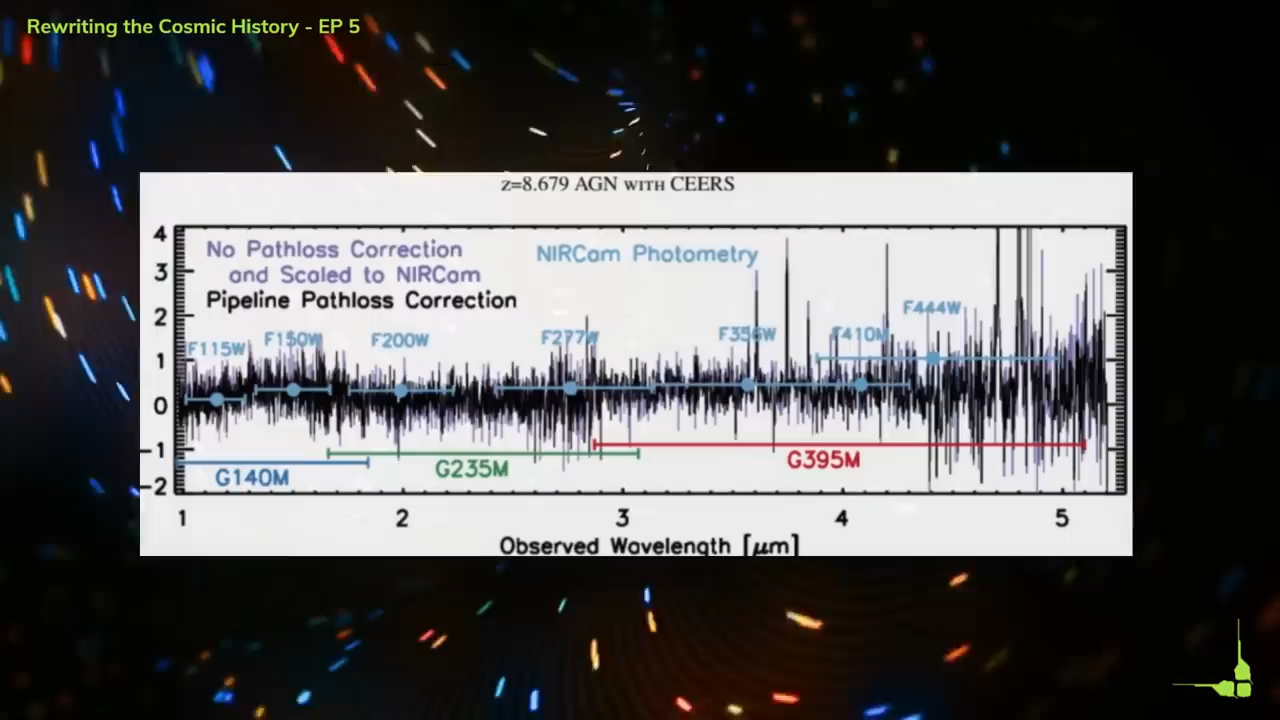 Rewriting the Cosmic History - EP 5
z=8.679 AGN WITH CEERS
No Pathloss Correction
and Scaled to NIRCam
Pipeline Pathloss Correction
NIRCam Photometry
F115W
F150W
F200W
F277W
F356W
F410M
F444W
4
3
2
1
0
-1
-2
G140M
G235M
G395M
1 2 3 4 5
Observed Wavelength [μm]